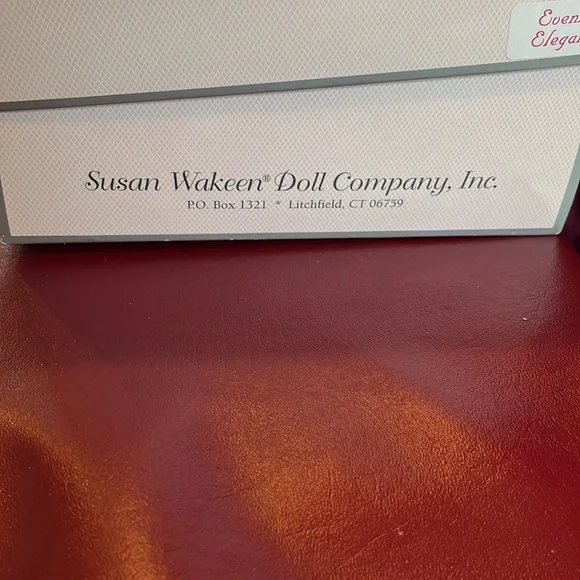 Susan Wakeen® Doll Company, Inc.
P.O. Box 1321 * Litchfield, CT 06759